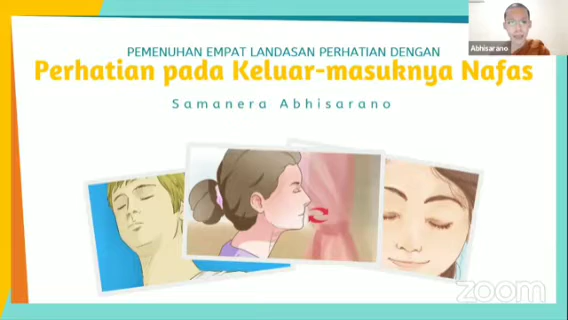 PEMENUHAN EMPAT LANDASAN PERHATIAN DENGAN
Perhatian pada Keluar-masuknya Nafas
Samanera Abhisarano
Abhisarano
zoom